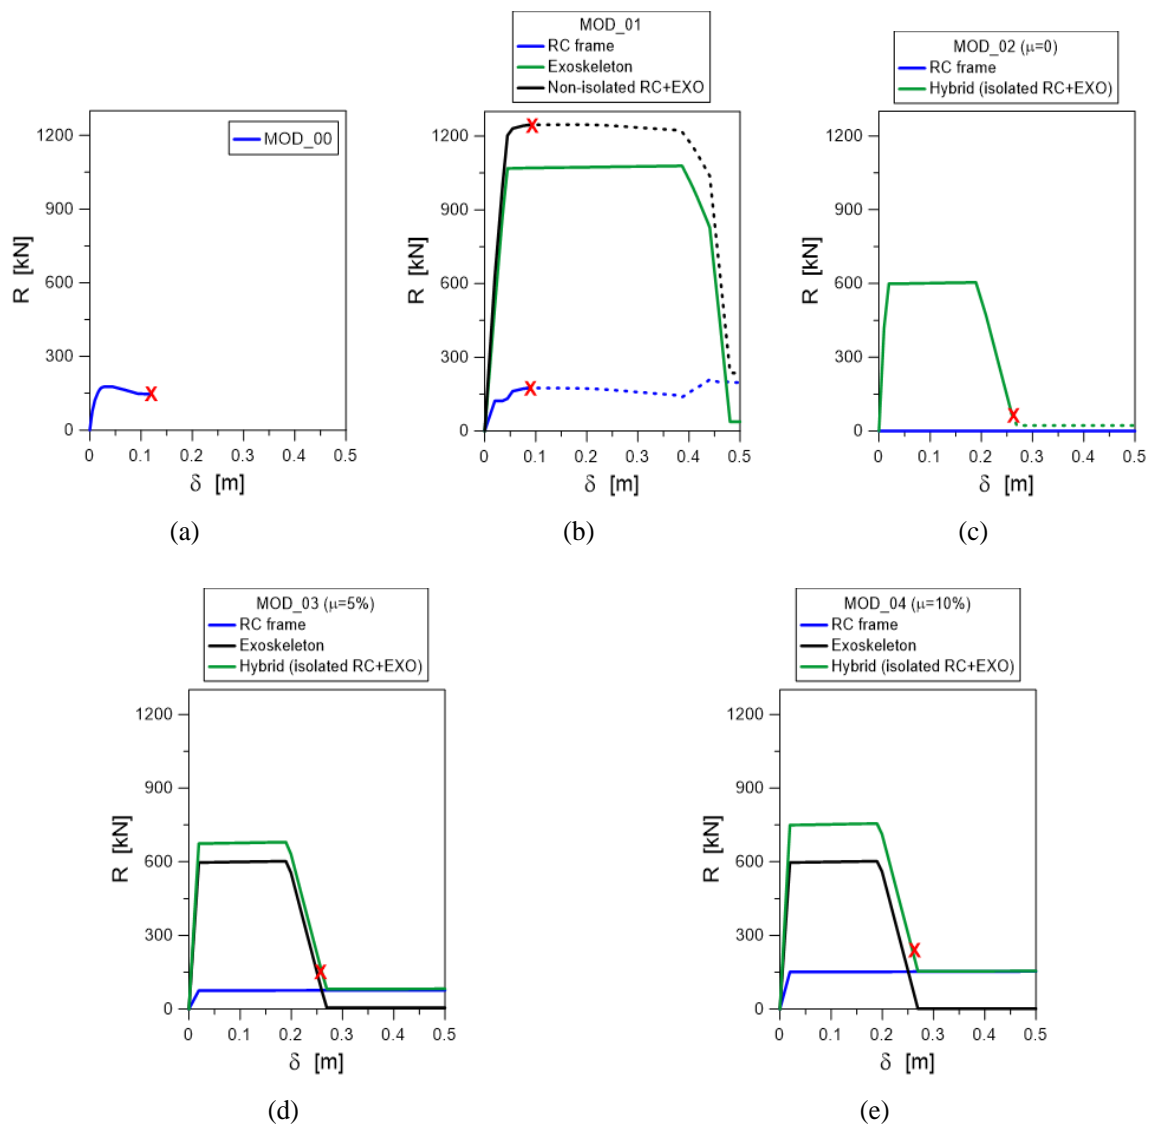 MOD_00
1200
900
600
300
0
R [kN]
0 0.1 0.2 0.3 0.4 0.5
δ [m]
(a)
MOD_01
RC frame
Exoskeleton
Non-isolated RC+EXO
1200
900
600
300
0
R [kN]
0 0.1 0.2 0.3 0.4 0.5
δ [m]
(b)
MOD_02 (μ=0)
RC frame
Hybrid (isolated RC+EXO)
1200
900
600
300
0
R [kN]
0 0.1 0.2 0.3 0.4 0.5
δ [m]
(c)
MOD_03 (μ=5%)
RC frame
Exoskeleton
Hybrid (isolated RC+EXO)
1200
900
600
300
0
R [kN]
0 0.1 0.2 0.3 0.4 0.5
δ [m]
(d)
MOD_04 (μ=10%)
RC frame
Exoskeleton
Hybrid (isolated RC+EXO)
1200
900
600
300
0
R [kN]
0 0.1 0.2 0.3 0.4 0.5
δ [m]
(e)